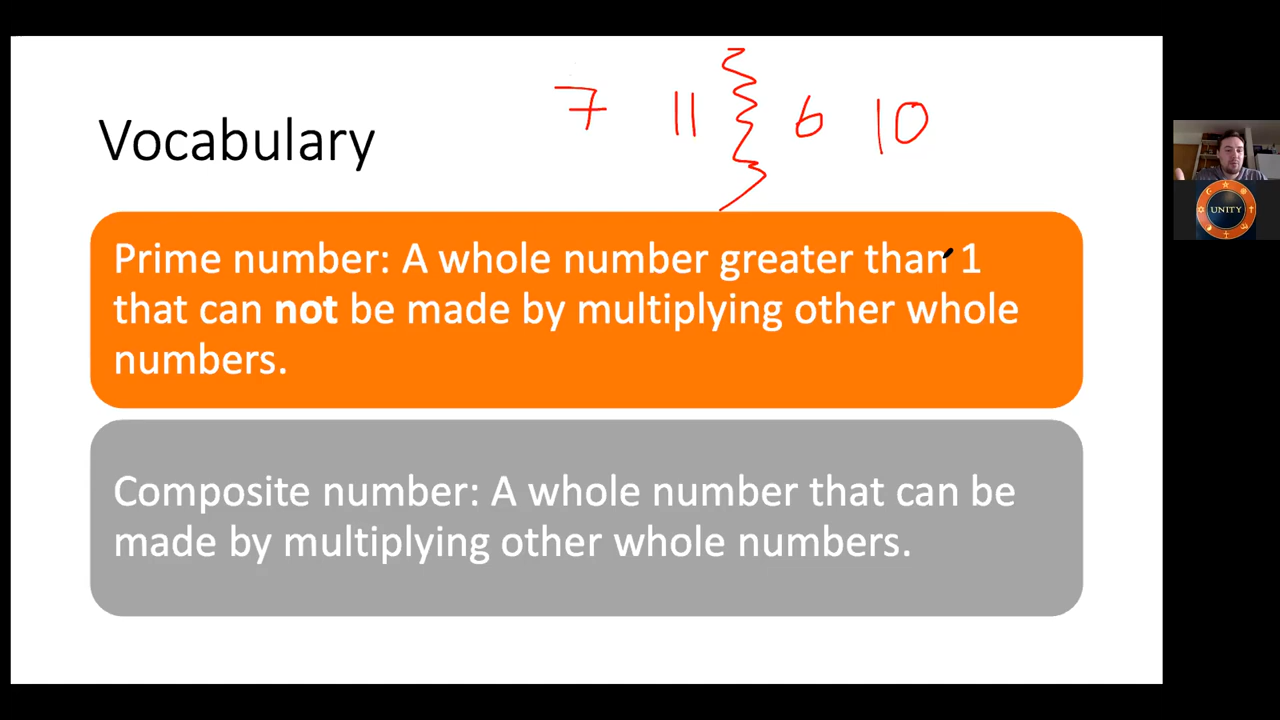 7 11 6 10
Vocabulary
Prime number: A whole number greater than 1
that can not be made by multiplying other whole
numbers.
Composite number: A whole number that can be
made by multiplying other whole numbers.
UNITY